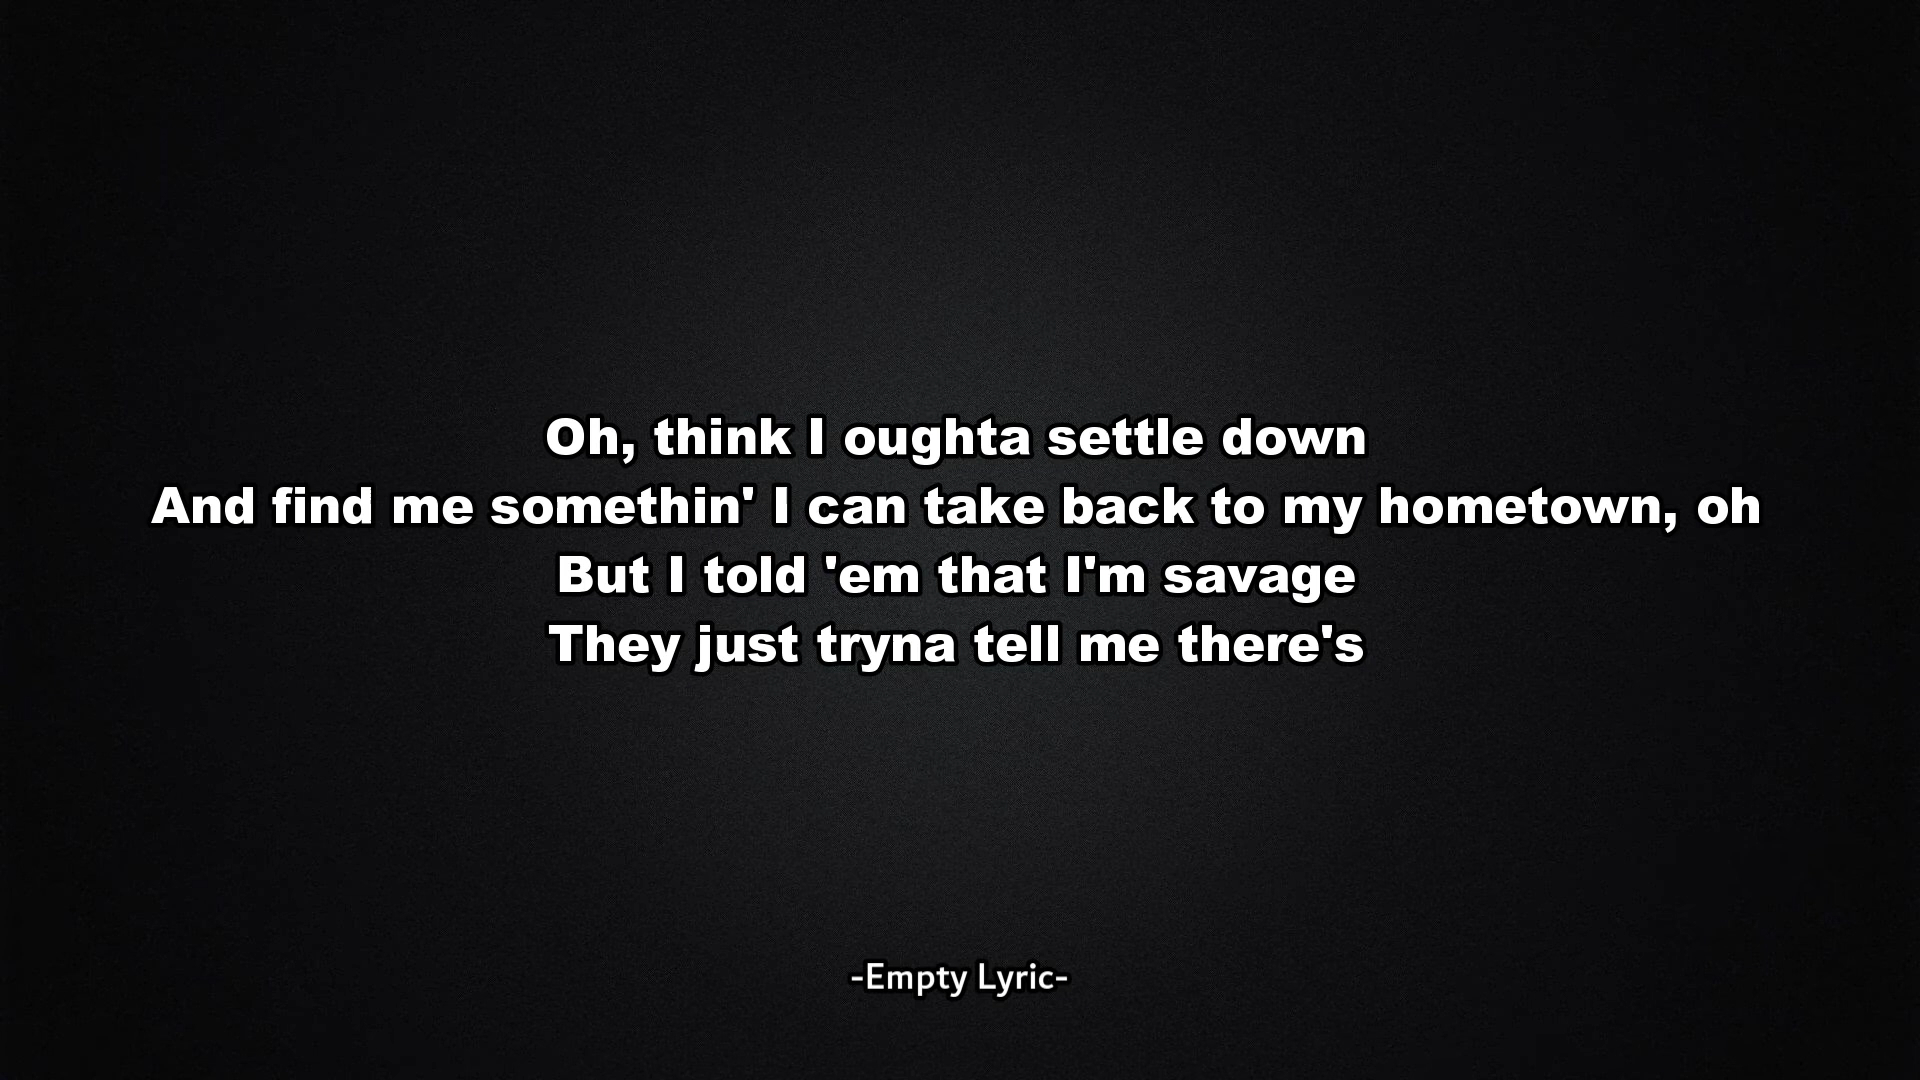 Oh, think I oughta settle down
And find me somethin' I can take back to my hometown, oh
But I told 'em that I'm savage
They just tryna tell me there's
-Empty Lyric-